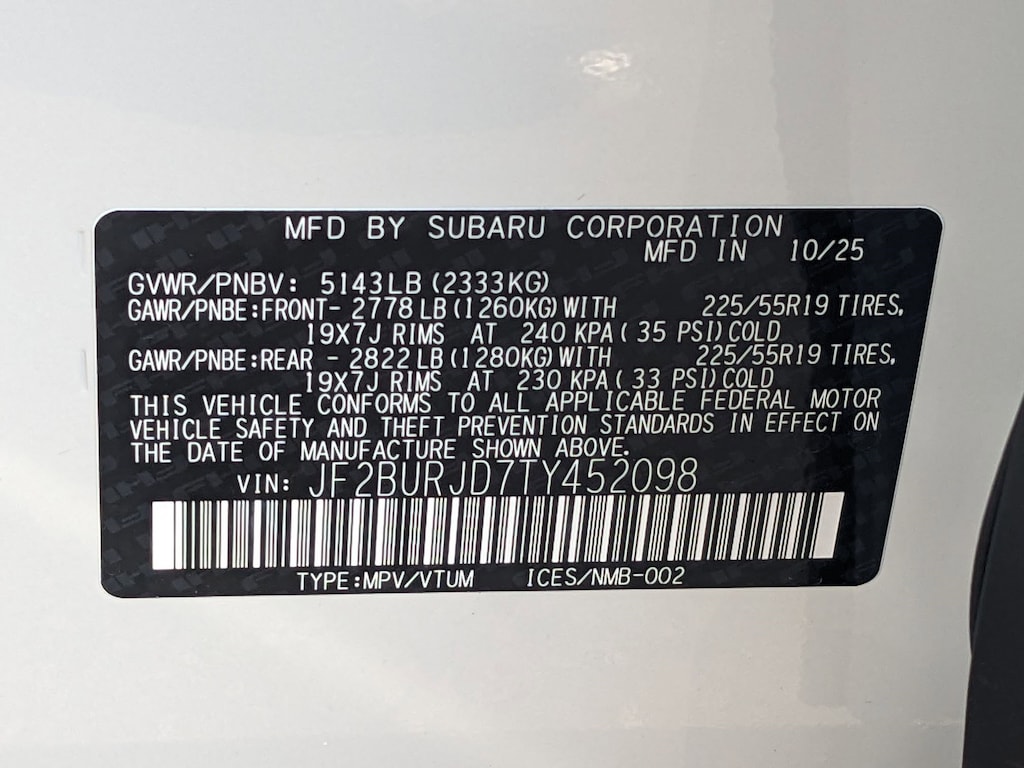 MFD BY SUBARU CORPORATION
MFD IN 10/25
GVWR/PNBV: 5143LB (2333KG)
GAWR/PNBE:FRONT- 2778 LB (1260KG) WITH 225/55R19 TIRES,
19X7J RIMS AT 240 KPA ( 35 PSI) COLD
GAWR/PNBE:REAR - 2822 LB (1280KG) WITH 225/55R19 TIRES,
19X7J RIMS AT 230 KPA ( 33 PSI) COLD
THIS VEHICLE CONFORMS TO ALL APPLICABLE FEDERAL MOTOR
VEHICLE SAFETY AND THEFT PREVENTION STANDARDS IN EFFECT ON
THE DATE OF MANUFACTURE SHOWN ABOVE.
VIN: JF2BURJD7TY452098
TYPE:MPV/VTUM ICES/NMB-002